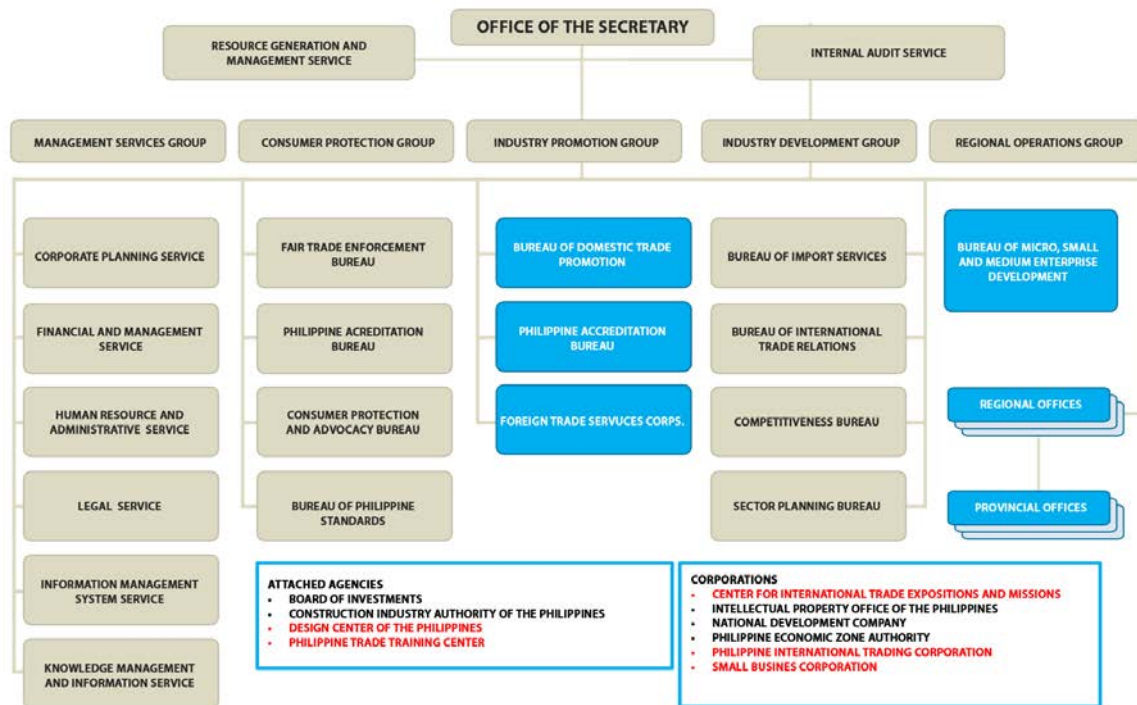 OFFICE OF THE SECRETARY
RESOURCE GENERATION AND
MANAGEMENT SERVICE
INTERNAL AUDIT SERVICE
MANAGEMENT SERVICES GROUP
CONSUMER PROTECTION GROUP
INDUSTRY PROMOTION GROUP
INDUSTRY DEVELOPMENT GROUP
REGIONAL OPERATIONS GROUP
CORPORATE PLANNING SERVICE
FINANCIAL AND MANAGEMENT
SERVICE
HUMAN RESOURCE AND
ADMINISTRATIVE SERVICE
LEGAL SERVICE
INFORMATION MANAGEMENT
SYSTEM SERVICE
KNOWLEDGE MANAGEMENT
AND INFORMATION SERVICE
FAIR TRADE ENFORCEMENT
BUREAU
PHILIPPINE ACREDITATION
BUREAU
CONSUMER PROTECTION
AND ADVOCACY BUREAU
BUREAU OF PHILIPPINE
STANDARDS
BUREAU OF DOMESTIC TRADE
PROMOTION
PHILIPPINE ACCREDITATION
BUREAU
FOREIGN TRADE SERVUCES CORPS.
BUREAU OF IMPORT SERVICES
BUREAU OF INTERNATIONAL
TRADE RELATIONS
COMPETITIVENESS BUREAU
SECTOR PLANNING BUREAU
BUREAU OF MICRO, SMALL
AND MEDIUM ENTERPRISE
DEVELOPMENT
REGIONAL OFFICES
PROVINCIAL OFFICES
ATTACHED AGENCIES
• BOARD OF INVESTMENTS
• CONSTRUCTION INDUSTRY AUTHORITY OF THE PHILIPPINES
• DESIGN CENTER OF THE PHILIPPINES
• PHILIPPINE TRADE TRAINING CENTER
CORPORATIONS
• CENTER FOR INTERNATIONAL TRADE EXPOSITIONS AND MISSIONS
• INTELLECTUAL PROPERTY OFFICE OF THE PHILIPPINES
• NATIONAL DEVELOPMENT COMPANY
• PHILIPPINE ECONOMIC ZONE AUTHORITY
• PHILIPPINE INTERNATIONAL TRADING CORPORATION
• SMALL BUSINES CORPORATION